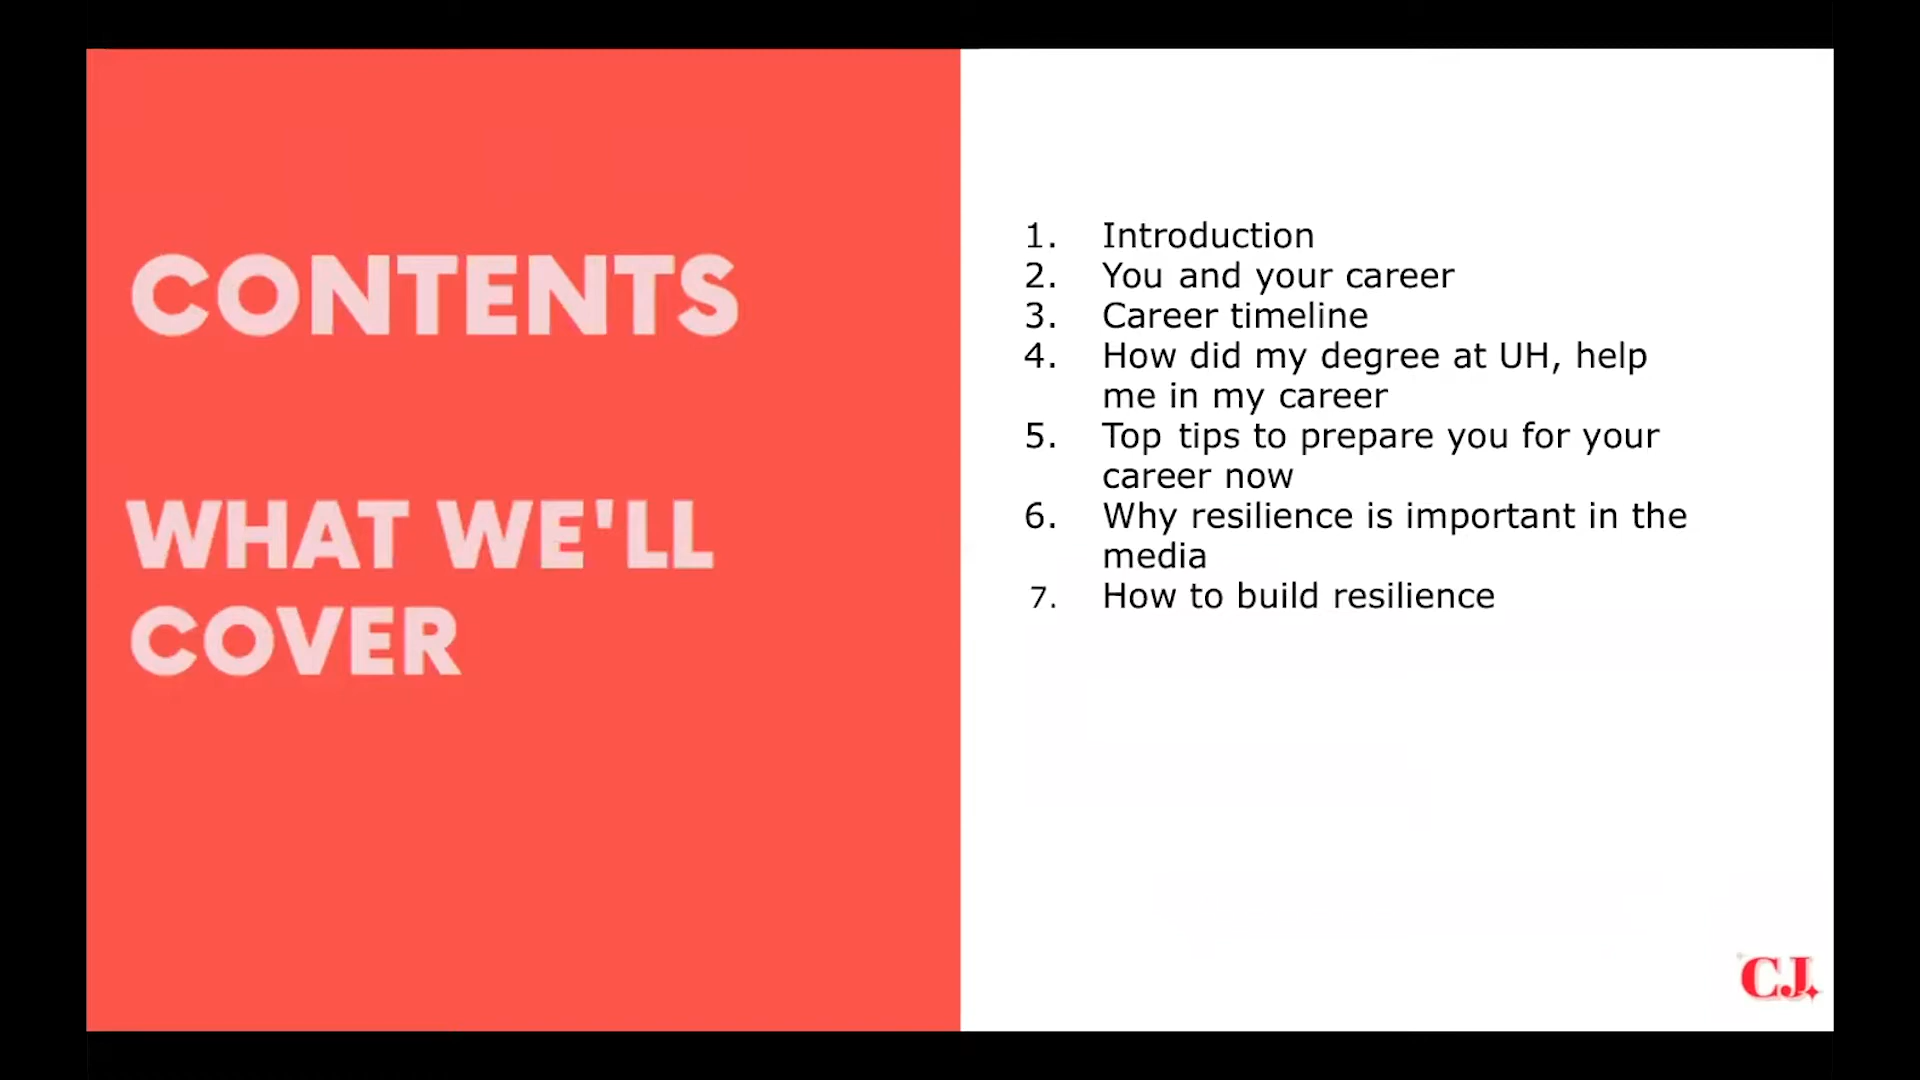 CONTENTS
WHAT WE'LL
COVER
1. Introduction
2. You and your career
3. Career timeline
4. How did my degree at UH, help
me in my career
5. Top tips to prepare you for your
career now
6. Why resilience is important in the
media
7. How to build resilience
CJ